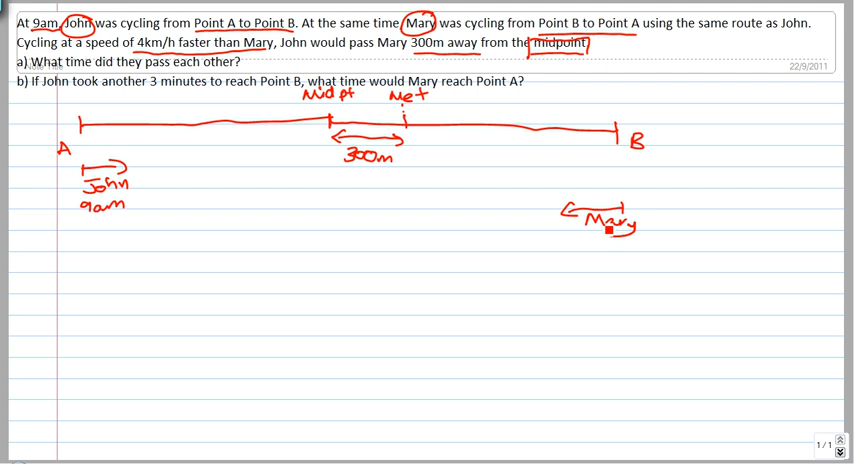 At 9am, John was cycling from Point A to Point B. At the same time, Mary was cycling from Point B to Point A using the same route as John.
Cycling at a speed of 4km/h faster than Mary, John would pass Mary 300m away from the midpoint.
a) What time did they pass each other?
22/9/2011
b) If John took another 3 minutes to reach Point B, what time would Mary reach Point A?
Mid pt Met
A
B
300m
John
9am
Mary
1/1